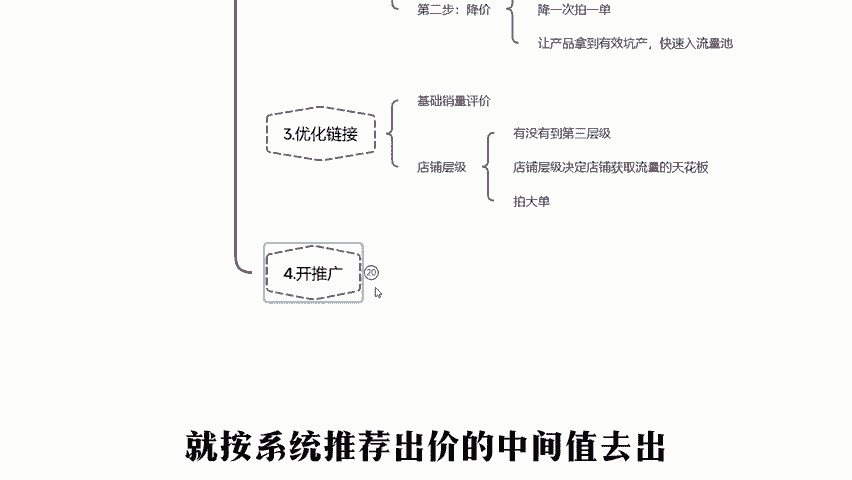 第二步：降价
降一次拍一单
让产品拿到有效坑产，快速入流量池
3.优化链接
基础销量评价
店铺层级
有没有到第三层级
店铺层级决定店铺获取流量的天花板
拍大单
4.开推广
20
就按系统推荐出价的中间值去出